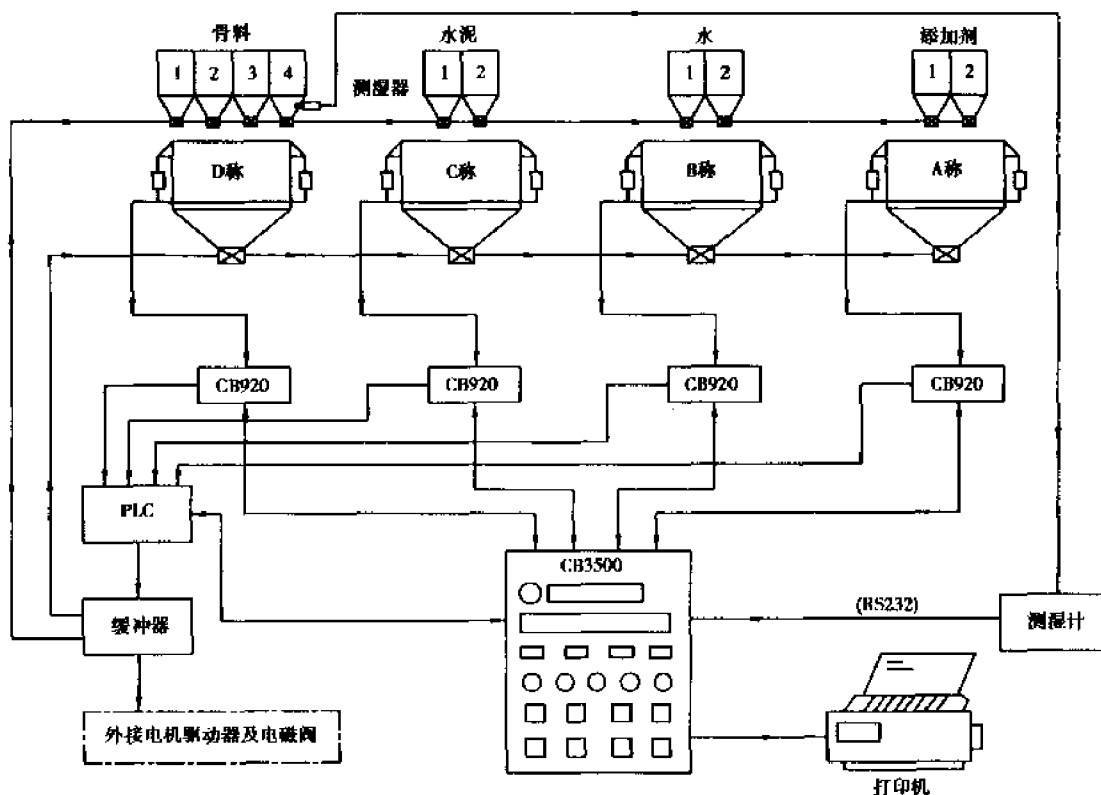 骨料
水泥
水
添加剂
1 2 3 4
1 2
1 2
1 2
测湿器
D称
C称
B称
A称
CB920
CB920
CB920
CB920
PLC
CB3500
缓冲器
(RS232)
测湿计
外接电机驱动器及电磁阀
打印机